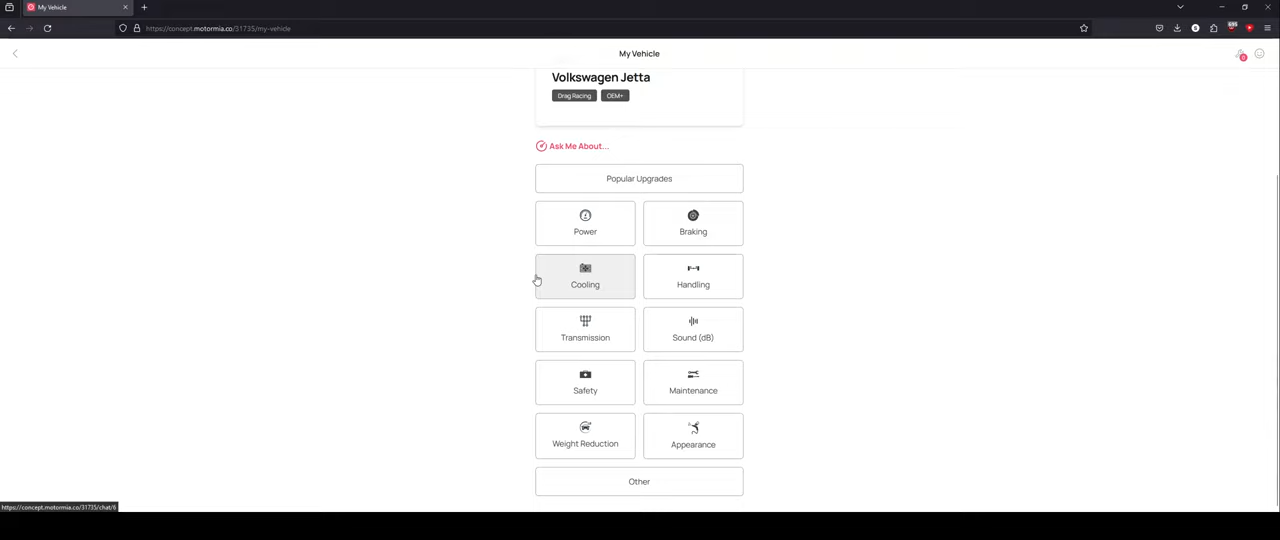 My Vehicle
https://concept.motormia.co/31735/my-vehicle
My Vehicle
0
Volkswagen Jetta
Drag Racing
OEM+
Ask Me About...
Popular Upgrades
Power
Braking
Cooling
Handling
Transmission
Sound (dB)
Safety
Maintenance
Weight Reduction
Appearance
Other
https://concept.motormia.co/31735/chat/6